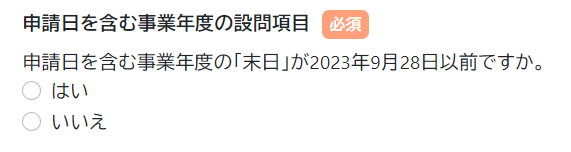 申請日を含む事業年度の設問項目 必須
申請日を含む事業年度の｢末日｣が2023年9月28日以前ですか。
はい
いいえ